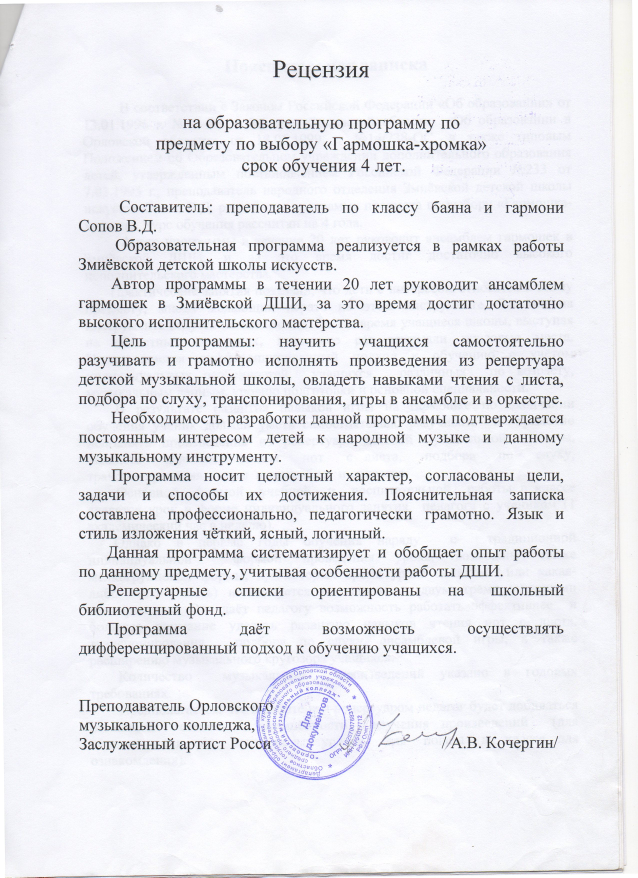 Рецензия
на образовательную программу по
предмету по выбору «Гармошка-хромка»
срок обучения 4 лет.
Составитель: преподаватель по классу баяна и гармони
Сопов В.Д.
Образовательная программа реализуется в рамках работы
Змиёвской детской школы искусств.
Автор программы в течении 20 лет руководит ансамблем
гармошек в Змиёвской ДШИ, за это время достиг достаточно
высокого исполнительского мастерства.
Цель программы: научить учащихся самостоятельно
разучивать и грамотно исполнять произведения из репертуара
детской музыкальной школы, овладеть навыками чтения с листа,
подбора по слуху, транспонирования, игры в ансамбле и в оркестре.
Необходимость разработки данной программы подтверждается
постоянным интересом детей к народной музыке и данному
музыкальному инструменту.
Программа носит целостный характер, согласованы цели,
задачи и способы их достижения. Пояснительная записка
составлена профессионально, педагогически грамотно. Язык и
стиль изложения чёткий, ясный, логичный.
Данная программа систематизирует и обобщает опыт работы
по данному предмету, учитывая особенности работы ДШИ.
Репертуарные списки ориентированы на школьный
библиотечный фонд.
Программа даёт возможность осуществлять
дифференцированный подход к обучению учащихся.
Преподаватель Орловского
музыкального колледжа,
Заслуженный артист Росси /А.В. Кочергин/
Для
документов